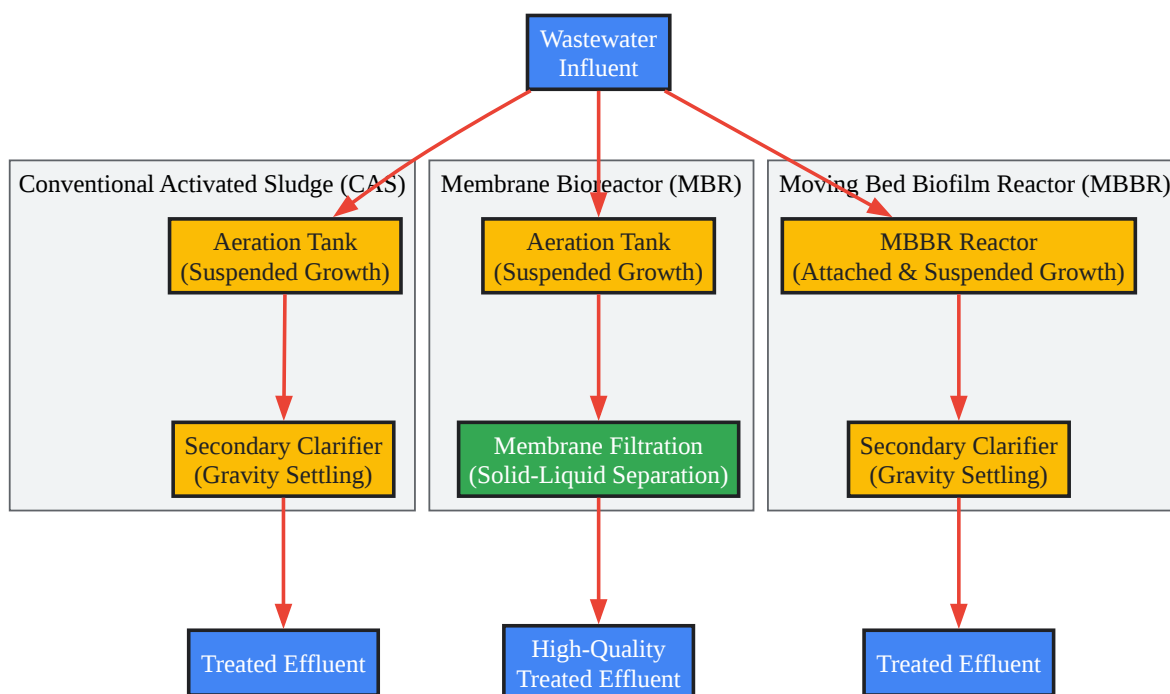 Wastewater
Influent
Conventional Activated Sludge (CAS)
Membrane Bioreactor (MBR)
Moving Bed Biofilm Reactor (MBBR)
Aeration Tank
(Suspended Growth)
Aeration Tank
(Suspended Growth)
MBBR Reactor
(Attached & Suspended Growth)
Secondary Clarifier
(Gravity Settling)
Membrane Filtration
(Solid-Liquid Separation)
Secondary Clarifier
(Gravity Settling)
Treated Effluent
High-Quality
Treated Effluent
Treated Effluent